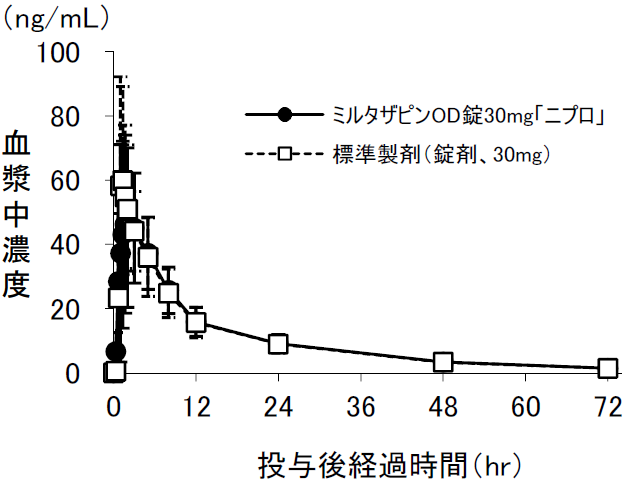 (ng/mL)
100
80
60
40
20
0
血漿中濃度
ミルタザピンOD錠30mg「ニプロ」
標準製剤(錠剤、30mg)
0 12 24 36 48 60 72
投与後経過時間(hr)